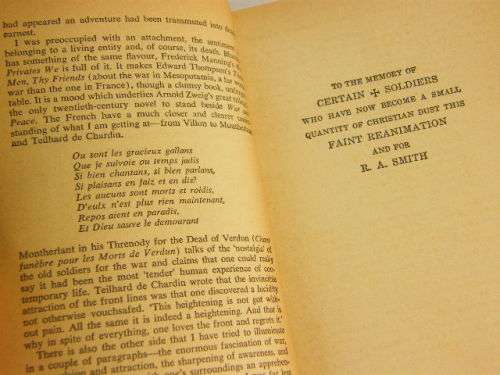 had appeared an adventure had been transmuted into
earnest.
I was preoccupied with an attachment, the
belonging to a living entity and, of course, its death.
has something of the same flavour, Frederick Manning's
Privates We is full of it. It makes Edward Thompson's
Men, Thy Friends (about the war in Mesopotamia, a far
war than the one in France), though a clumsy book,
table. It is a mood which underlies Arnold Zweig's great
the only twentieth-century novel to stand beside War
Peace. The French have a much closer and clearer
standing of what I am getting at—from Villon to Montherlant
and Teilhard de Chardin.
Ou sont les gracieux gallans
Que je suivoie ou temps jadis
Si bien chantans, si bien parlans,
Si plaisans en faiz et en diz?
Les aucuns sont morts et roidis,
D'eulx n'est plus rien maintenant,
Repos aient en paradis,
Et Dieu saulve le demourant
Montherlant in his Threnody for the Dead of Verdun (Chant
funèbre pour les Morts de Verdun) talks of the 'nostalgia' of
the old soldiers for the war and claims that one could really
say it had been the most 'tender' human experience of con-
temporary life. Teilhard de Chardin wrote that the invincible
attraction of the front lines was that one discovered a lucidity
not otherwise vouchsafed. 'This heightening is not got with-
out pain. All the same it is indeed a heightening. And that is
why in spite of everything, one loves the front and regrets it.'
There is also the other side that I have tried to illuminate
in a couple of paragraphs—the enormous fascination of war,
and attraction, the sharpening of awareness, and
of one's surroundings an
TO THE MEMORY OF
CERTAIN ✠ SOLDIERS
WHO HAVE NOW BECOME A SMALL
QUANTITY OF CHRISTIAN DUST THIS
FAINT REANIMATION
AND FOR
R. A. SMITH